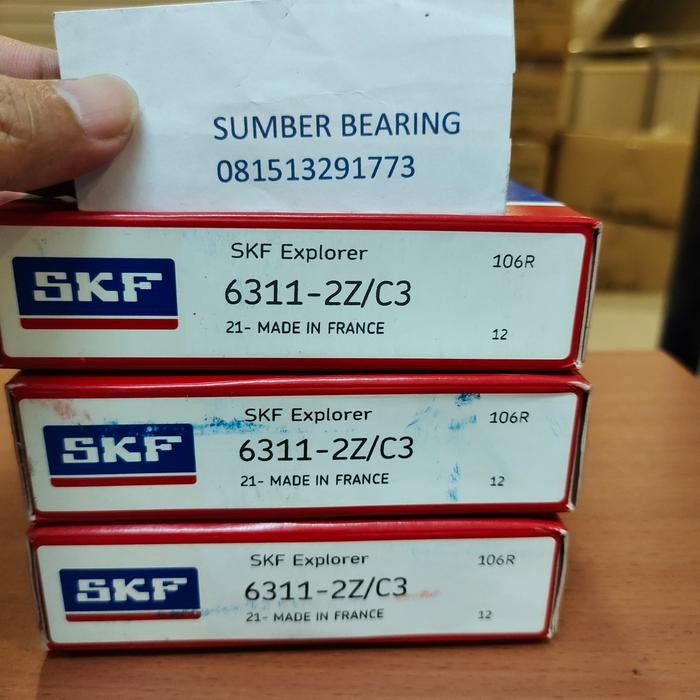 SUMBER BEARING
081513291773
SKF Explorer
106R
SKF
6311-2Z/C3
21- MADE IN FRANCE
12
SKF Explorer
106R
SKF
6311-2Z/C3
21- MADE IN FRANCE
12
SKF Explorer
106R
SKF
6311-2Z/C3
21- MADE IN FRANCE
12